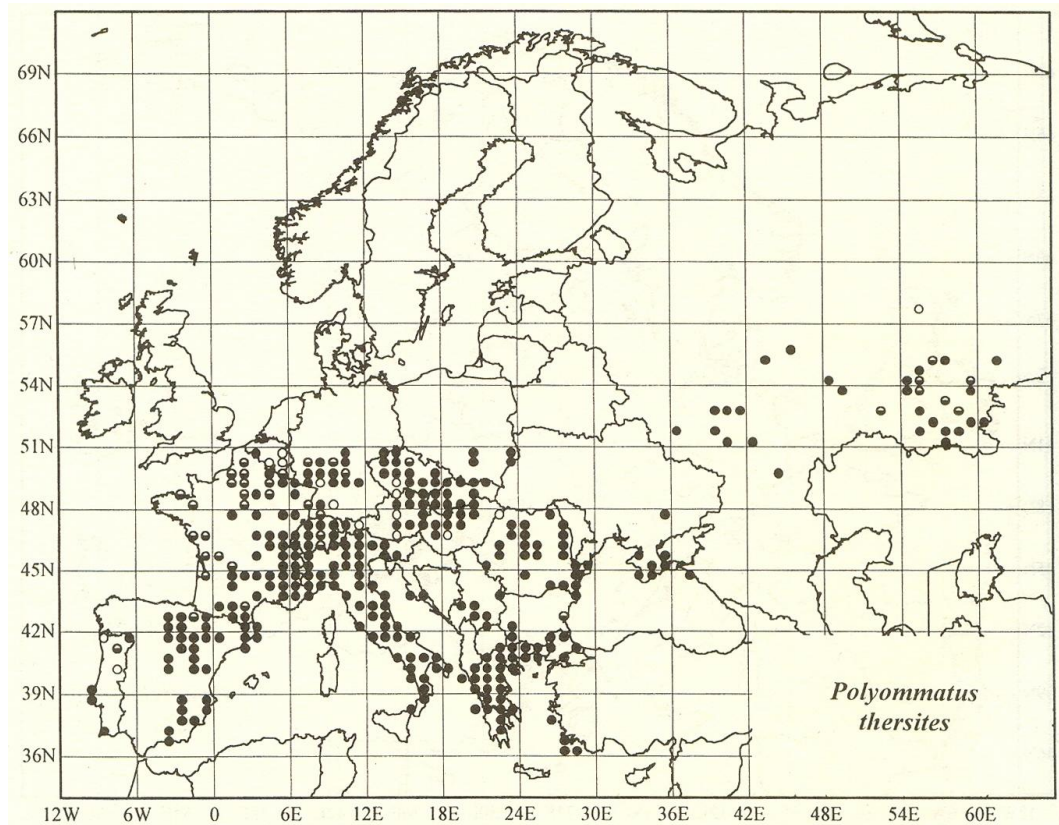 69N
66N
63N
60N
57N
54N
51N
48N
45N
42N
39N
36N
Polyommatus
thersites
12W 6W 0 6E 12E 18E 24E 30E 36E 42E 48E 54E 60E